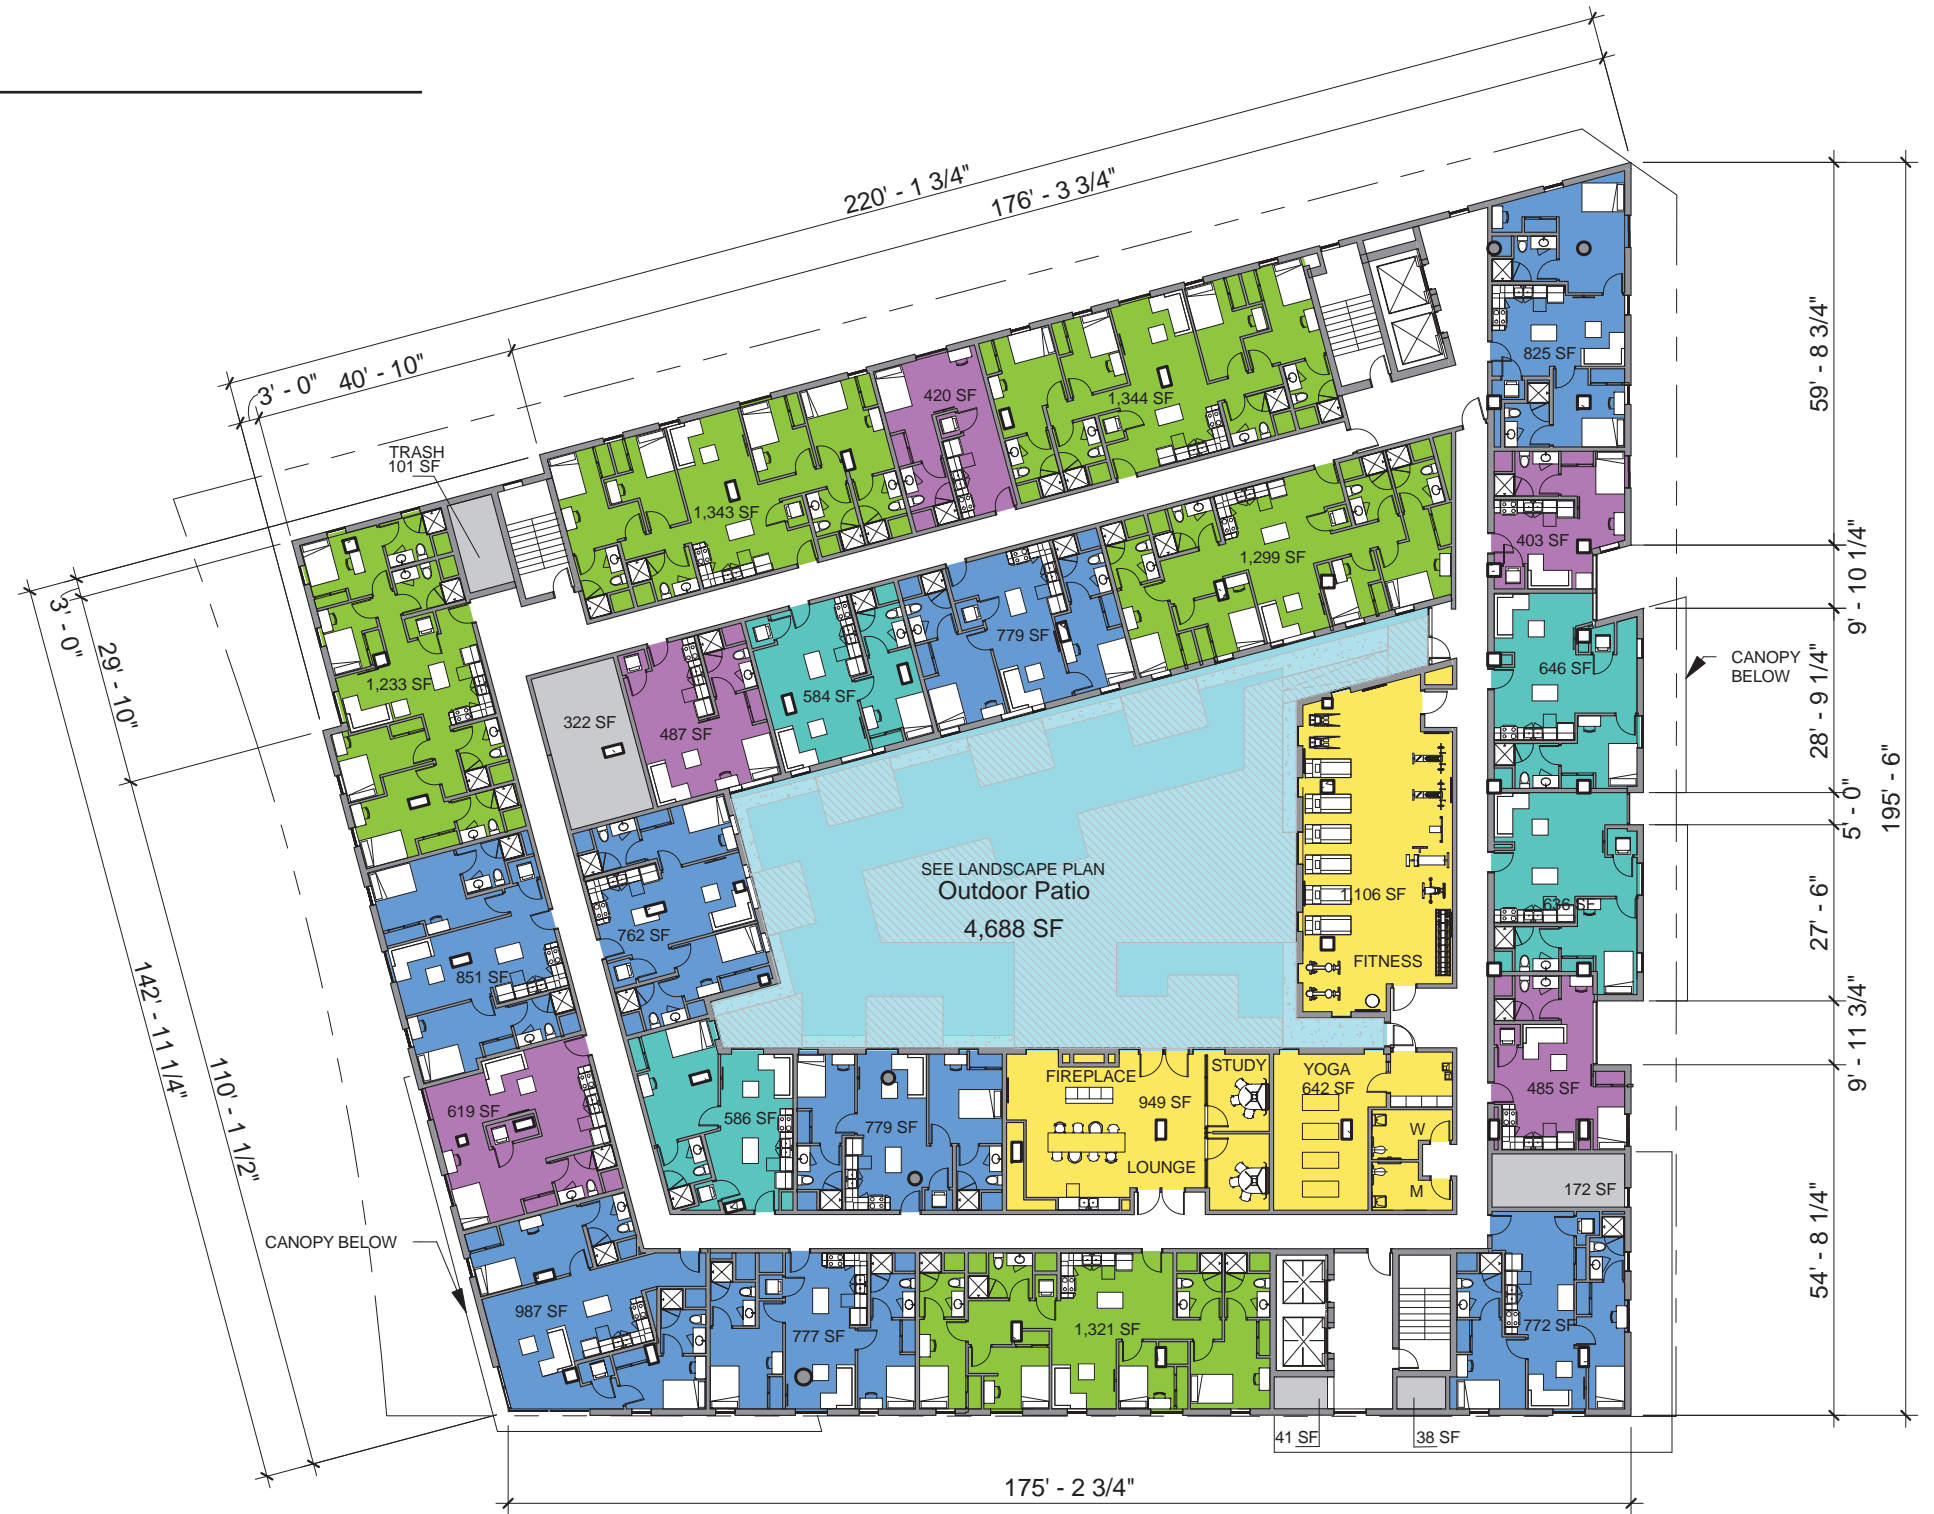 220' - 1 3/4"
176' - 3 3/4"
3' - 0"
40' - 10"
TRASH
101 SF
420 SF
1,344 SF
825 SF
59' - 8 3/4"
1,343 SF
1,299 SF
403 SF
9' - 10 1/4"
3' - 0"
29' - 10"
1,233 SF
322 SF
487 SF
584 SF
779 SF
646 SF
CANOPY
BELOW
28' - 9 1/4"
5' - 0"
195' - 6"
SEE LANDSCAPE PLAN
Outdoor Patio
4,688 SF
1,106 SF
FITNESS
636 SF
27' - 6"
762 SF
851 SF
142' - 11 1/4"
110' - 1 1/2"
9' - 11 3/4"
619 SF
586 SF
779 SF
FIREPLACE
949 SF
LOUNGE
STUDY
YOGA
642 SF
W
M
485 SF
172 SF
54' - 8 1/4"
CANOPY BELOW
987 SF
777 SF
1,321 SF
772 SF
41 SF
38 SF
175' - 2 3/4"